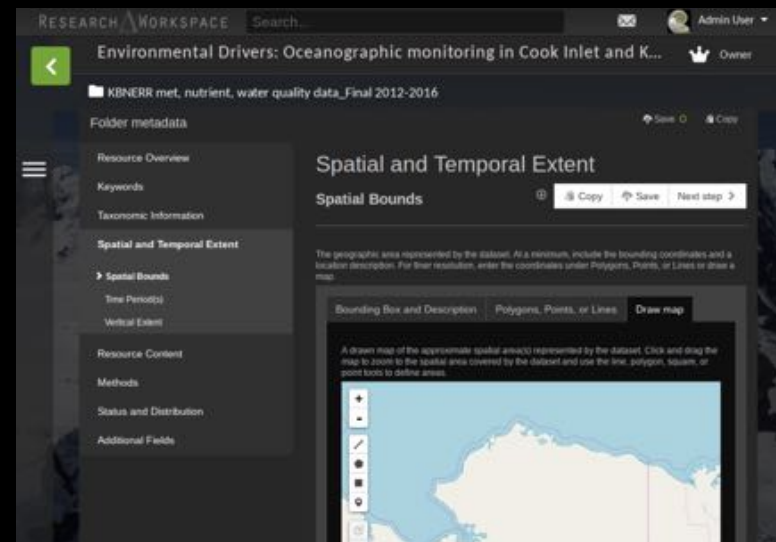 RESEARCH WORKSPACE Search... Admin User
Environmental Drivers: Oceanographic monitoring in Cook Inlet and K... Owner
KBNERR met, nutrient, water quality data_Final 2012-2016
Folder metadata Save Copy
Resource Overview
Keywords
Taxonomic Information
Spatial and Temporal Extent
Spatial Bounds
Time Period(s)
Vertical Extent
Resource Content
Methods
Status and Distribution
Additional Fields
Spatial and Temporal Extent
Spatial Bounds Copy Save Next step
The geographic area represented by the dataset. At a minimum, include the bounding coordinates and a
location description. For finer resolution, enter the coordinates under Polygons, Points, or Lines or draw a
map.
Bounding Box and Description Polygons, Points, or Lines Draw map
A drawn map of the approximate spatial area(s) represented by the dataset. Click and drag the
map to zoom to the spatial area covered by the dataset and use the line, polygon, square, or
point tools to define areas.
+
-